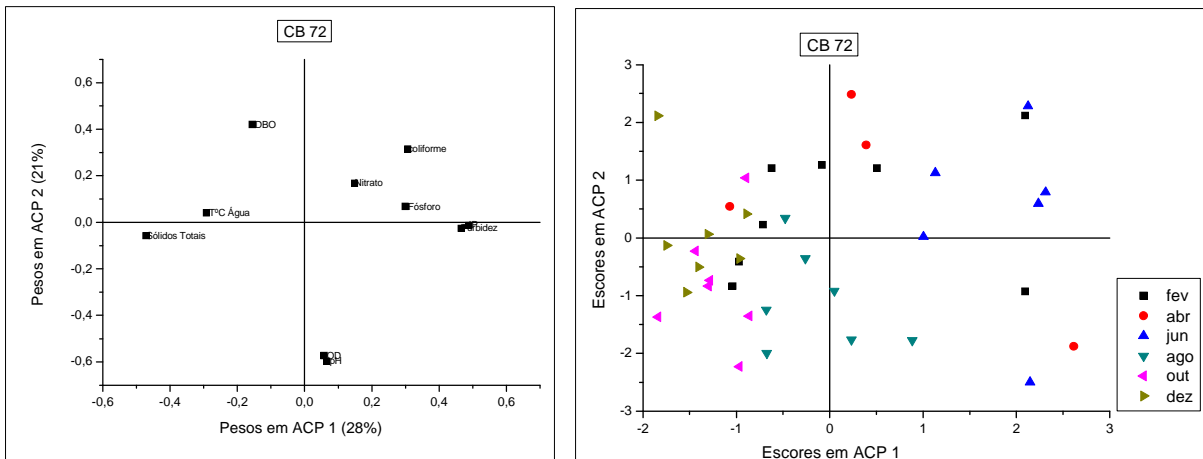 CB 72
0,6
0,4
0,2
0,0
-0,2
-0,4
-0,6
-0,6
-0,4
-0,2
0,0
0,2
0,4
0,6
Pesos em ACP 2 (21%)
Pesos em ACP 1 (28%)
DBO
coliforme
Nitrato
TºC Água
Fósforo
Sólidos Totais
Turbidez
OD
pH
CB 72
3
2
1
0
-1
-2
-3
-2
-1
0
1
2
3
Escores em ACP 2
Escores em ACP 1
fev
abr
jun
ago
out
dez